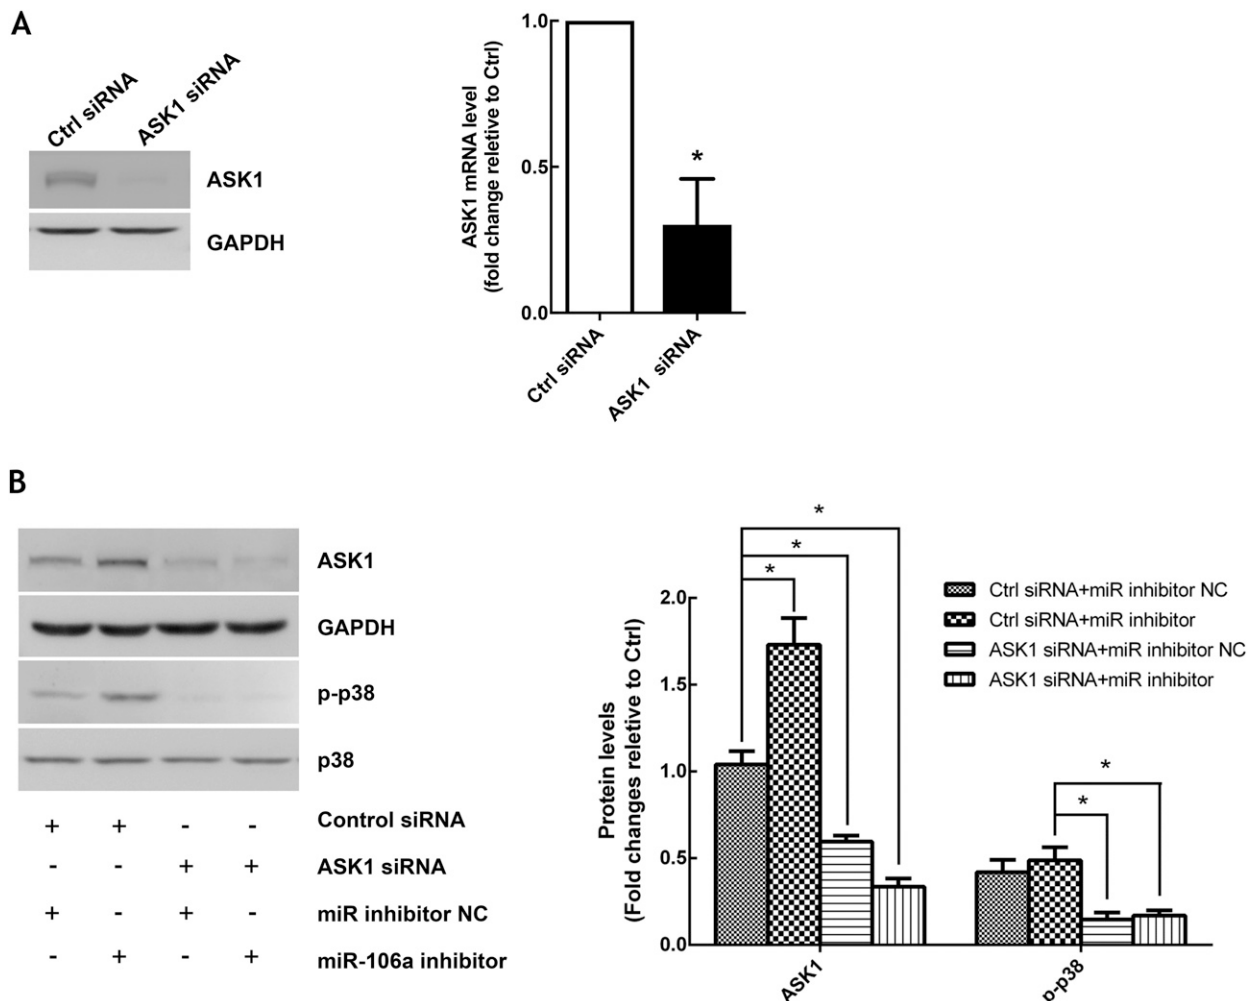 A
Ctrl siRNA
ASK1 siRNA
ASK1
GAPDH
ASK1 mRNA level
(fold change reletive to Ctrl)
1.0
0.5
0.0
*
Ctrl siRNA
ASK1 siRNA
B
ASK1
GAPDH
p-p38
p38
+ + - - Control siRNA
- - + + ASK1 siRNA
+ - + - miR inhibitor NC
- + - + miR-106a inhibitor
Protein levels
(Fold changes reletive to Ctrl)
2.0
1.5
1.0
0.5
0.0
*
*
*
*
*
ASK1
p-p38
Ctrl siRNA+miR inhibitor NC
Ctrl siRNA+miR inhibitor
ASK1 siRNA+miR inhibitor NC
ASK1 siRNA+miR inhibitor